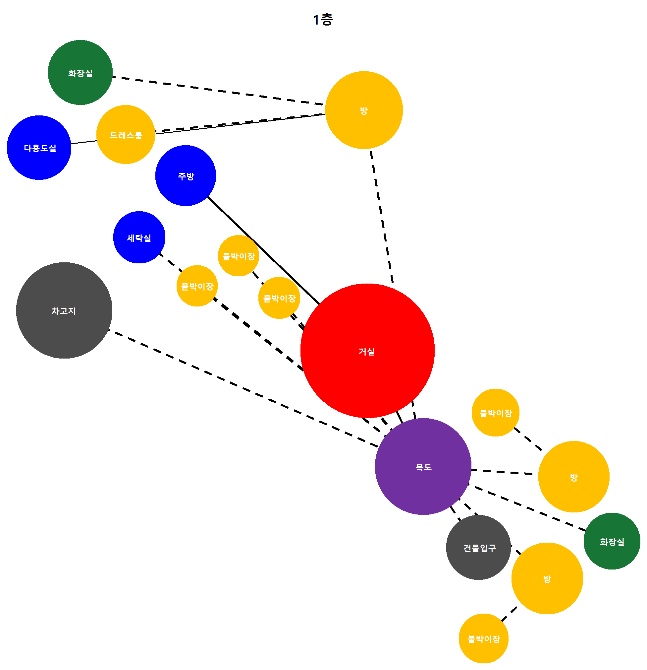 1층
화장실
방
드레스룸
다용도실
주방
세탁실
붙박이장
붙박이장
붙박이장
차고지
거실
붙박이장
복도
방
화장실
건물입구
방
붙박이장